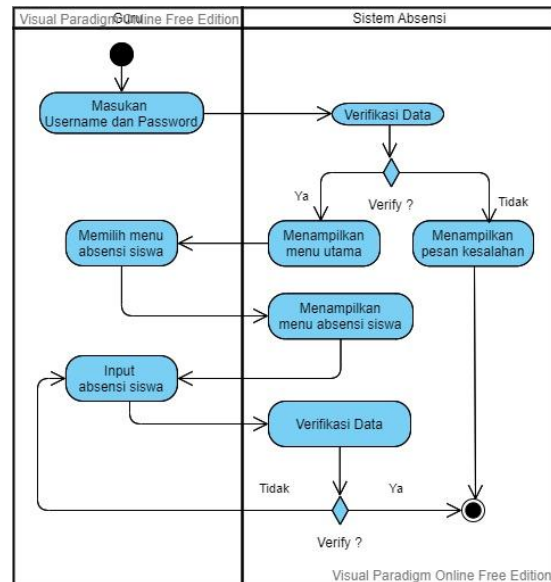 Visual Paradigm Online Free Edition
Guru
Sistem Absensi
Masukan
Username dan Password
Verifikasi Data
Ya
Verify ?
Tidak
Memilih menu
absensi siswa
Menampilkan
menu utama
Menampilkan
pesan kesalahan
Menampilkan
menu absensi siswa
Input
absensi siswa
Verifikasi Data
Tidak
Ya
Verify ?
Visual Paradigm Online Free Edition